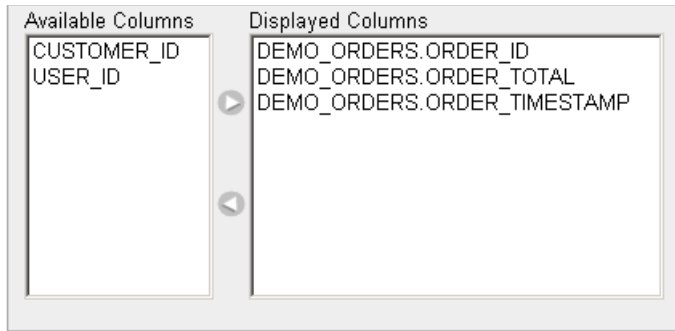 Available Columns
Displayed Columns
CUSTOMER_ID
USER_ID
DEMO_ORDERS.ORDER_ID
DEMO_ORDERS.ORDER_TOTAL
DEMO_ORDERS.ORDER_TIMESTAMP